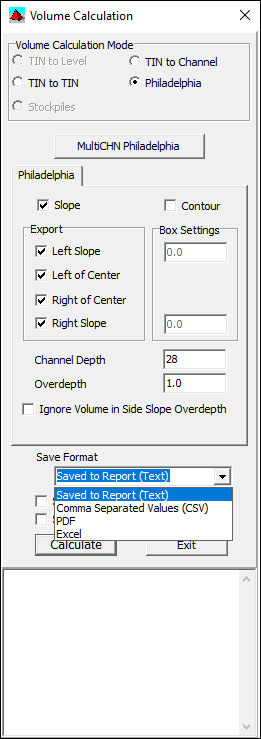 Volume Calculation
Volume Calculation Mode
TIN to Level
TIN to Channel
TIN to TIN
Philadelphia
Stockpiles
MultiCHN Philadelphia
Philadelphia
Slope
Contour
Export
Box Settings
Left Slope
0.0
Left of Center
Right of Center
Right Slope
0.0
Channel Depth
28
Overdepth
1.0
Ignore Volume in Side Slope Overdepth
Save Format
Saved to Report (Text)
Saved to Report (Text)
Comma Separated Values (CSV)
PDF
Excel
Calculate
Exit